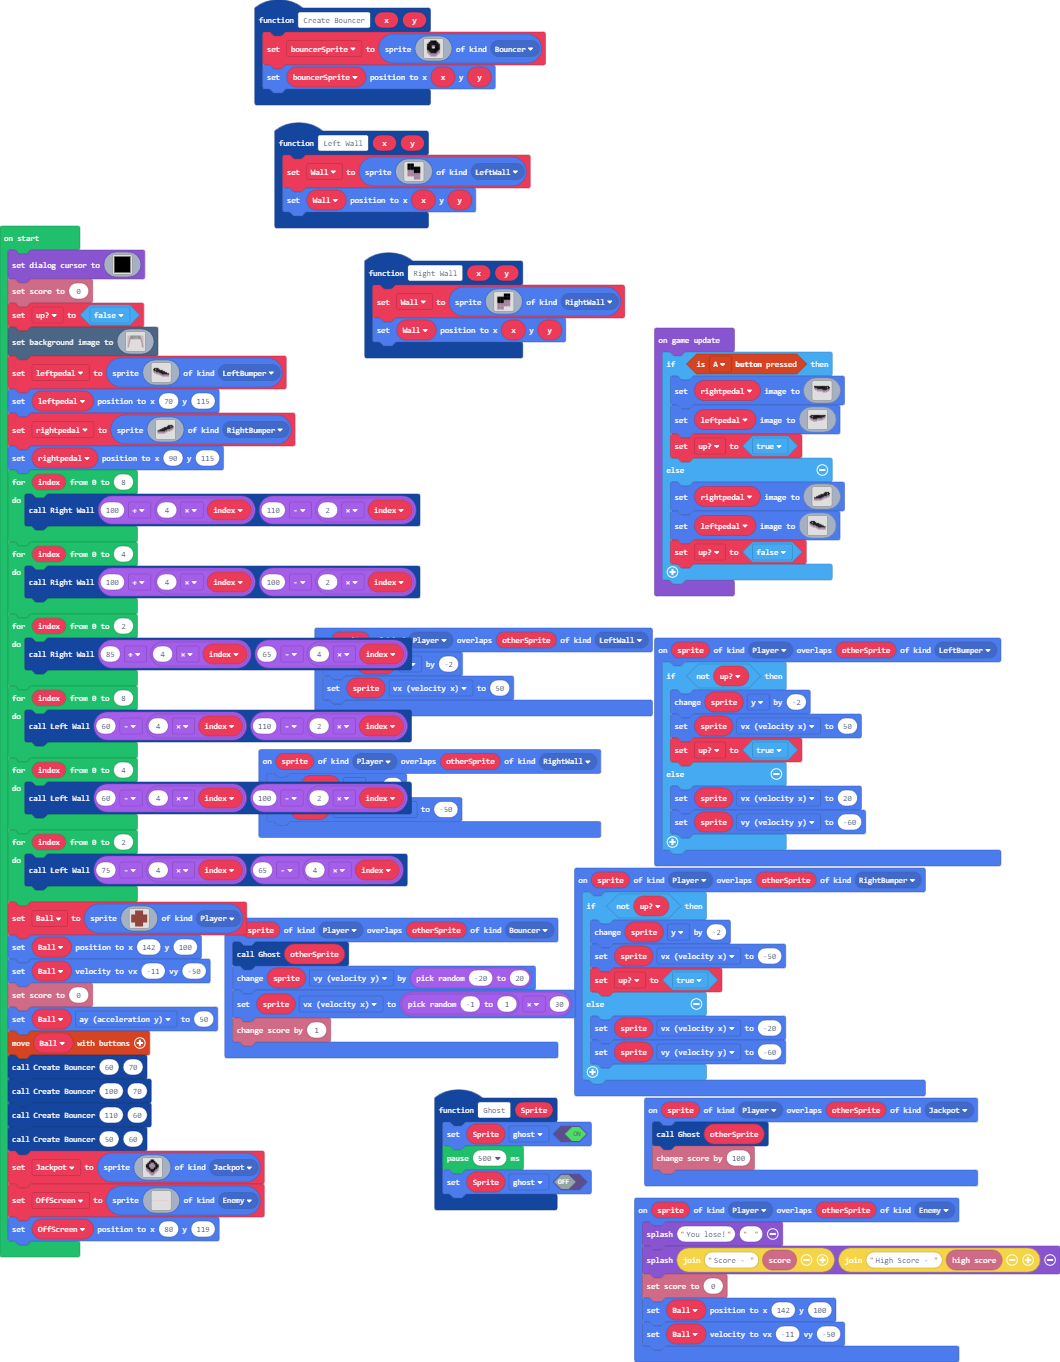 function Create Bouncer x y
set bouncerSprite to sprite of kind Bouncer
set bouncerSprite position to x x y y
function Left Wall x y
set Wall to sprite of kind LeftWall
set Wall position to x x y y
function Right Wall x y
set Wall to sprite of kind RightWall
set Wall position to x x y y
on start
set dialog cursor to
set score to 0
set up? to false
set background image to
set leftpedal to sprite of kind LeftBumper
set leftpedal position to x 70 y 115
set rightpedal to sprite of kind RightBumper
set rightpedal position to x 90 y 115
for index from 0 to 8
do
call Right Wall 100 + 4 × index 110 - 2 × index
for index from 0 to 4
do
call Right Wall 100 + 4 × index 100 - 2 × index
for index from 0 to 2
do
call Right Wall 85 + 4 × index 65 - 4 × index
for index from 0 to 8
do
call Left Wall 60 - 4 × index 110 - 2 × index
for index from 0 to 4
do
call Left Wall 60 - 4 × index 100 - 2 × index
for index from 0 to 2
do
call Left Wall 75 - 4 × index 65 - 4 × index
set Ball to sprite of kind Player
set Ball position to x 142 y 100
set Ball velocity to vx -11 vy -50
set score to 0
set Ball ay (acceleration y) to 50
move Ball with buttons
call Create Bouncer 60 70
call Create Bouncer 100 70
call Create Bouncer 110 60
call Create Bouncer 50 60
set Jackpot to sprite of kind Jackpot
set OffScreen to sprite of kind Enemy
set OffScreen position to x 80 y 119
on game update
if is A button pressed then
set rightpedal image to
set leftpedal image to
set up? to true
else
set rightpedal image to
set leftpedal image to
set up? to false
Player overlaps otherSprite of kind LeftWall
by -2
set sprite vx (velocity x) to 50
on sprite of kind Player overlaps otherSprite of kind RightWall
to -50
on sprite of kind Player overlaps otherSprite of kind LeftBumper
if not up? then
change sprite y by -2
set sprite vx (velocity x) to 50
set up? to true
else
set sprite vx (velocity x) to 20
set sprite vy (velocity y) to -60
on sprite of kind Player overlaps otherSprite of kind RightBumper
if not up? then
change sprite y by -2
set sprite vx (velocity x) to -50
set up? to true
else
set sprite vx (velocity x) to -20
set sprite vy (velocity y) to -60
sprite of kind Player overlaps otherSprite of kind Bouncer
call Ghost otherSprite
change sprite vy (velocity y) by pick random -20 to 20
set sprite vx (velocity x) to pick random -1 to 1 × 30
change score by 1
function Ghost Sprite
set Sprite ghost ON
pause 500 ms
set Sprite ghost OFF
on sprite of kind Player overlaps otherSprite of kind Jackpot
call Ghost otherSprite
change score by 100
on sprite of kind Player overlaps otherSprite of kind Enemy
splash "You lose!" " "
splash join "Score - " score join "High Score - " high score
set score to 0
set Ball position to x 142 y 100
set Ball velocity to vx -11 vy -50